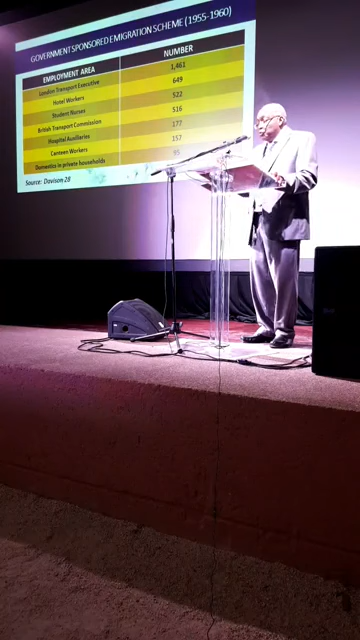 GOVERNMENT SPONSORED EMIGRATION SCHEME (1955-1960)
EMPLOYMENT AREA NUMBER
London Transport Executive 1,461
Hotel Workers 649
Student Nurses 522
British Transport Commission 516
Hospital Auxiliaries 177
Canteen Workers 157
Domestics in private households 95
Source: Davison 28